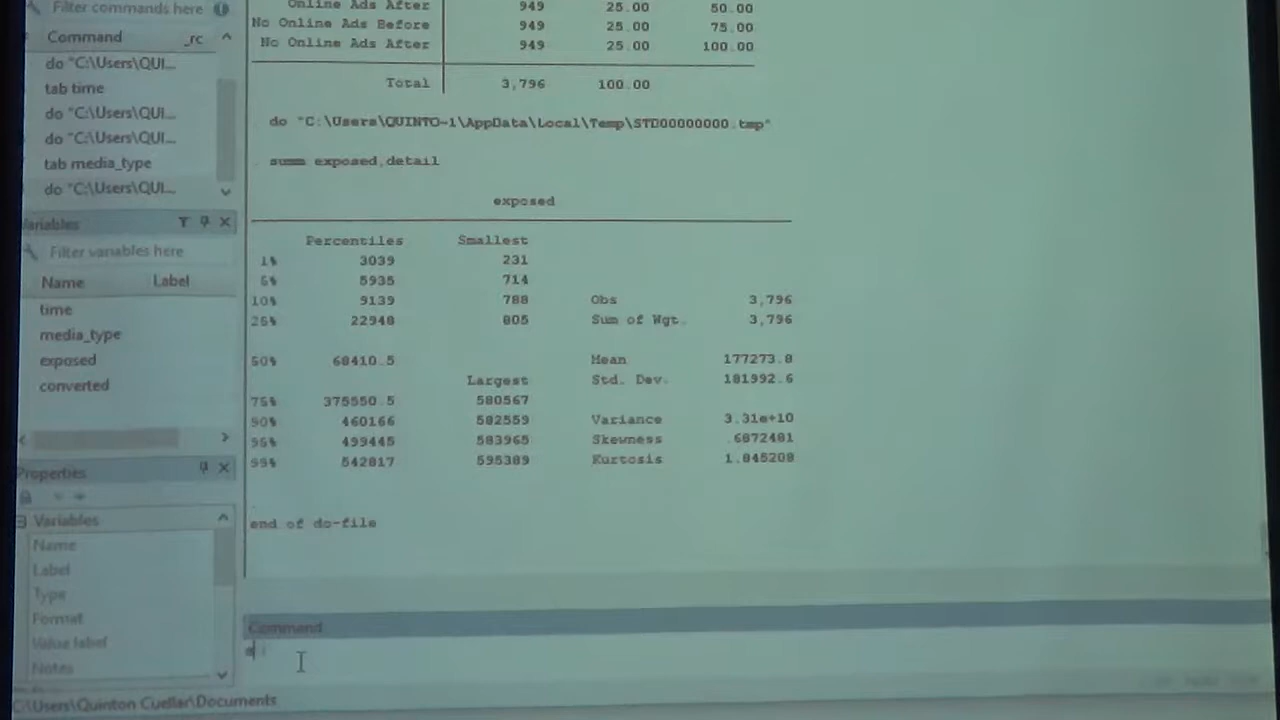 Filter commands here
Command _rc
do "C:\Users\QUI...
tab time
do "C:\Users\QUI...
do "C:\Users\QUI...
tab media_type
do "C:\Users\QUI...
Variables
Filter variables here
Name Label
time
media_type
exposed
converted
Properties
Variables
Name
Label
Type
Format
Value label
Notes
C:\Users\Quinton Cuellar\Documents
Online Ads After 949 25.00 50.00
No Online Ads Before 949 25.00 75.00
No Online Ads After 949 25.00 100.00
Total 3,796 100.00
do "C:\Users\QUINTO~1\AppData\Local\Temp\STD00000000.tmp"
summ exposed,detail
exposed
Percentiles Smallest
1% 3039 231
5% 5935 714
10% 9139 788 Obs 3,796
25% 22948 805 Sum of Wgt. 3,796
50% 68410.5 Mean 177273.8
Largest Std. Dev. 181992.6
75% 375550.5 580567
90% 460166 582559 Variance 3.31e+10
95% 499445 583965 Skewness .6872481
99% 542817 595389 Kurtosis 1.845208
end of do-file
Command